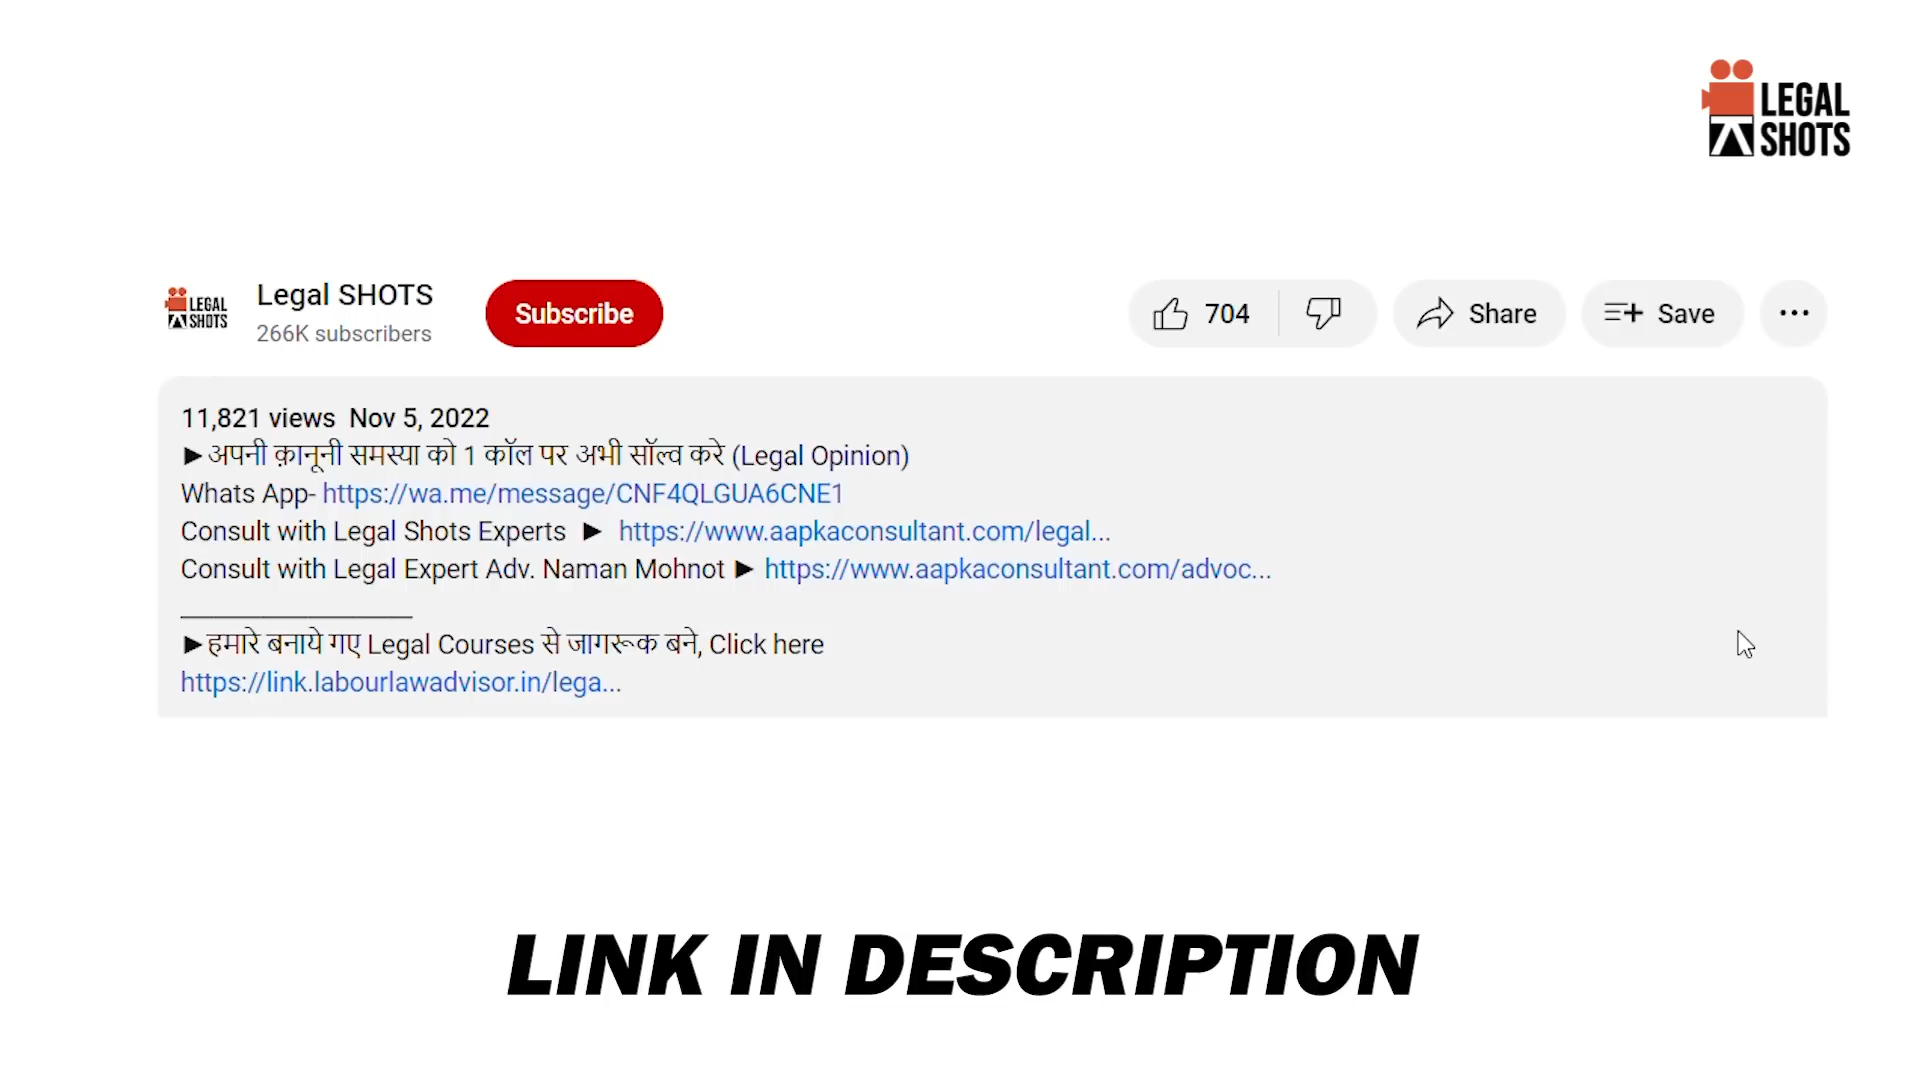 LEGAL
SHOTS
LEGAL
SHOTS
Legal SHOTS
266K subscribers
Subscribe
704
Share
Save
11,821 views Nov 5, 2022
►अपनी क़ानूनी समस्या को 1 कॉल पर अभी सॉल्व करे (Legal Opinion)
Whats App- https://wa.me/message/CNF4QLGUA6CNE1
Consult with Legal Shots Experts ► https://www.aapkaconsultant.com/legal...
Consult with Legal Expert Adv. Naman Mohnot ► https://www.aapkaconsultant.com/advoc...
►हमारे बनाये गए Legal Courses से जागरूक बने, Click here
https://link.labourlawadvisor.in/lega...
LINK IN DESCRIPTION